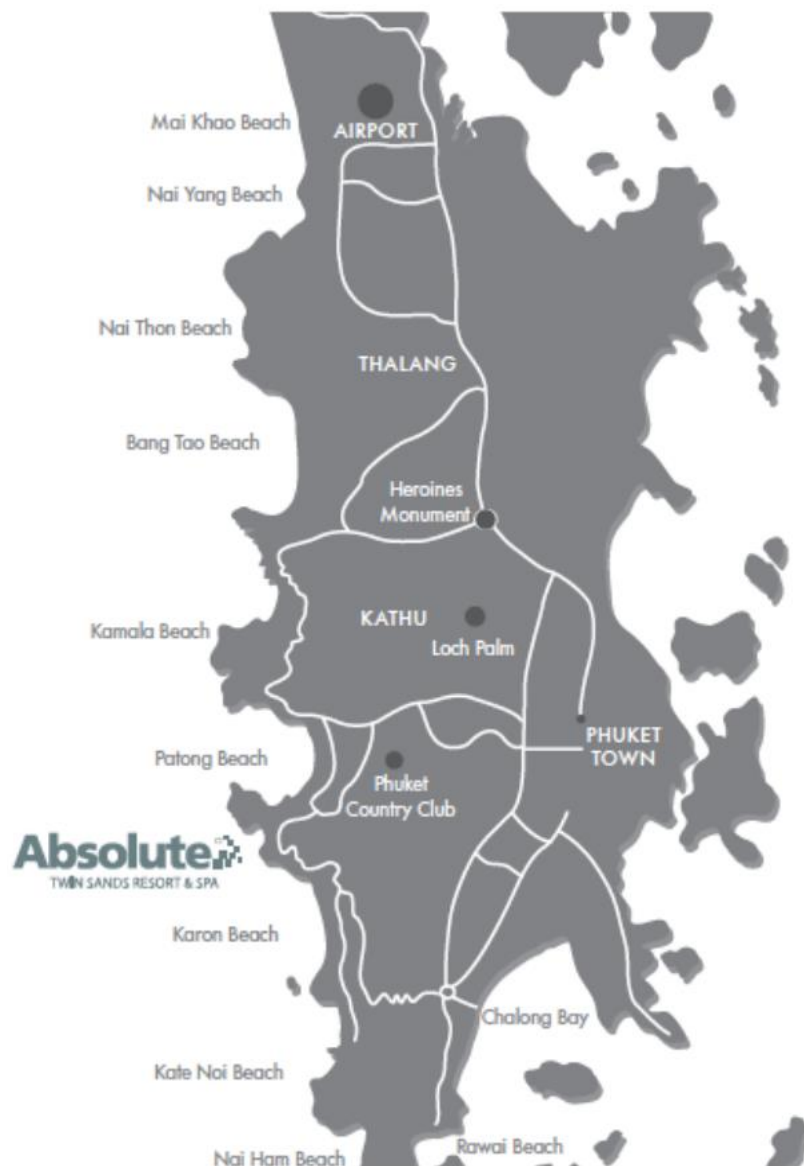 Mai Khao Beach
AIRPORT
Nai Yang Beach
Nai Thon Beach
THALANG
Bang Tao Beach
Heroines
Monument
KATHU
Kamala Beach
Loch Palm
PHUKET
TOWN
Patong Beach
Phuket
Country Club
Absolute
TWIN SANDS RESORT & SPA
Karon Beach
Chalong Bay
Kate Noi Beach
Rawai Beach
Nai Ham Beach